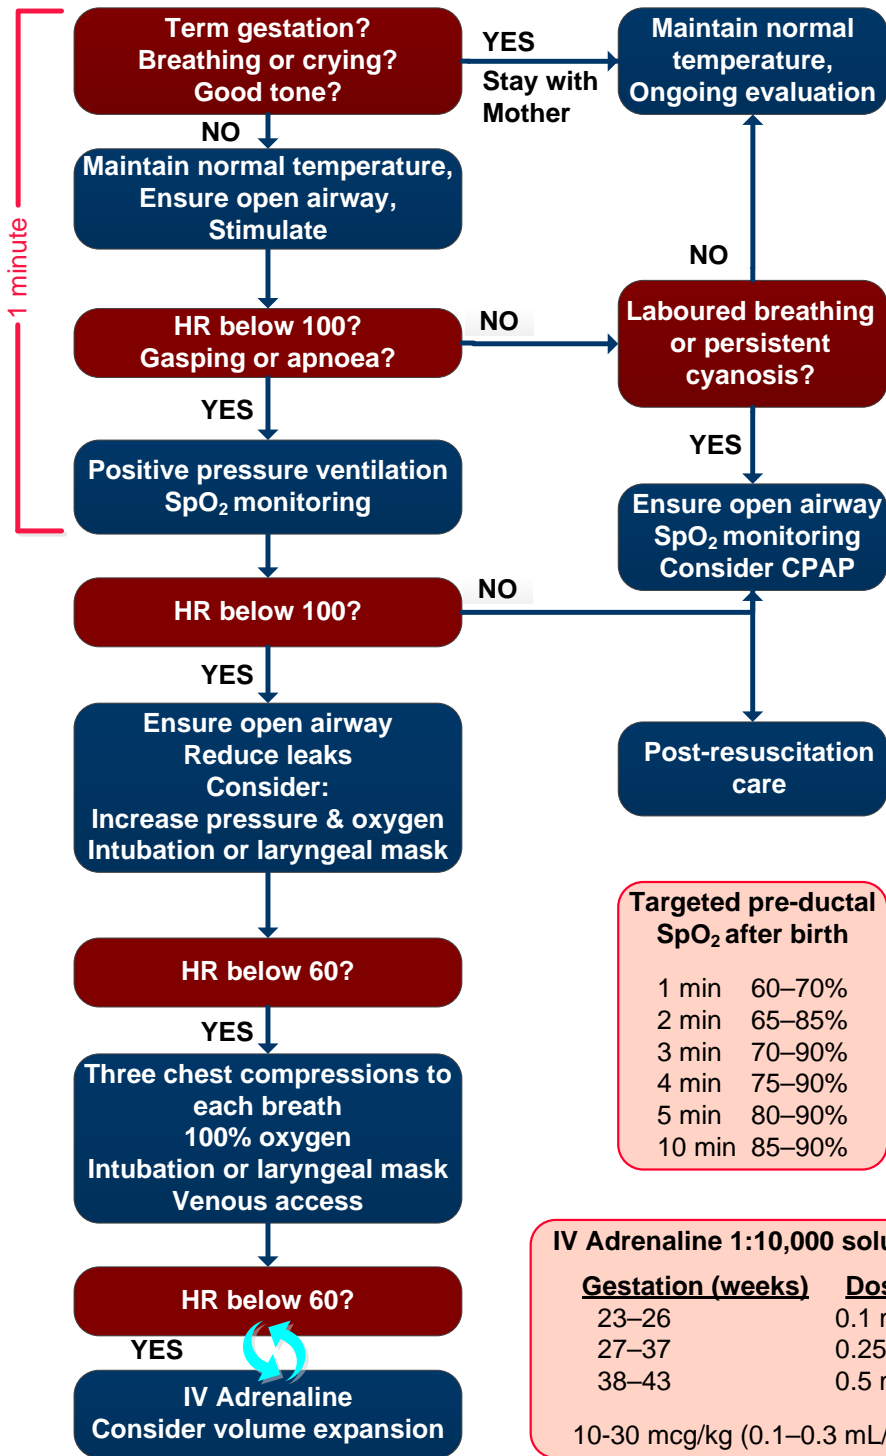 Term gestation?
Breathing or crying?
Good tone?
YES
Stay with
Mother
Maintain normal
temperature,
Ongoing evaluation
NO
Maintain normal temperature,
Ensure open airway,
Stimulate
1 minute
NO
HR below 100?
Gasping or apnoea?
NO
Laboured breathing
or persistent
cyanosis?
YES
YES
Positive pressure ventilation
SpO₂ monitoring
Ensure open airway
SpO₂ monitoring
Consider CPAP
HR below 100?
NO
YES
Ensure open airway
Reduce leaks
Consider:
Increase pressure & oxygen
Intubation or laryngeal mask
Post-resuscitation
care
HR below 60?
YES
Three chest compressions to
each breath
100% oxygen
Intubation or laryngeal mask
Venous access
HR below 60?
YES
IV Adrenaline
Consider volume expansion
Targeted pre-ductal
SpO₂ after birth
1 min 60–70%
2 min 65–85%
3 min 70–90%
4 min 75–90%
5 min 80–90%
10 min 85–90%
IV Adrenaline 1:10,000
Gestation (weeks)
23–26 0.1
27–37 0.25
38–43 0.5
10-30 mcg/kg (0.1–0.3 mL/